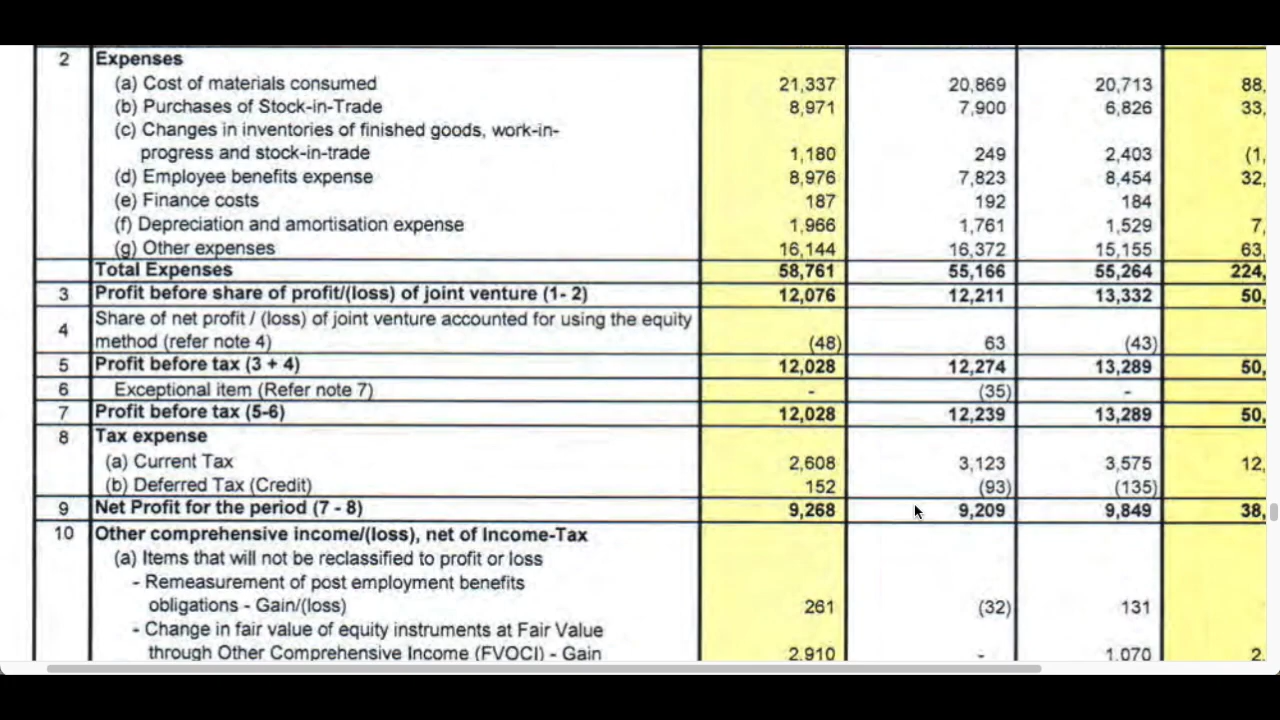 2 Expenses
(a) Cost of materials consumed 21,337 20,869 20,713 88,
(b) Purchases of Stock-in-Trade 8,971 7,900 6,826 33,
(c) Changes in inventories of finished goods, work-in-
progress and stock-in-trade 1,180 249 2,403 (1,
(d) Employee benefits expense 8,976 7,823 8,454 32,
(e) Finance costs 187 192 184
(f) Depreciation and amortisation expense 1,966 1,761 1,529 7,
(g) Other expenses 16,144 16,372 15,155 63,
Total Expenses 58,761 55,166 55,264 224,
3 Profit before share of profit/(loss) of joint venture (1- 2) 12,076 12,211 13,332 50,
Share of net profit / (loss) of joint venture accounted for using the equity
4 method (refer note 4) (48) 63 (43)
5 Profit before tax (3 + 4) 12,028 12,274 13,289 50,
6 Exceptional item (Refer note 7) - (35) -
7 Profit before tax (5-6) 12,028 12,239 13,289 50,
8 Tax expense
(a) Current Tax 2,608 3,123 3,575 12,
(b) Deferred Tax (Credit) 152 (93) (135)
9 Net Profit for the period (7 - 8) 9,268 9,209 9,849 38,
10 Other comprehensive income/(loss), net of Income-Tax
(a) Items that will not be reclassified to profit or loss
- Remeasurement of post employment benefits
obligations - Gain/(loss) 261 (32) 131
- Change in fair value of equity instruments at Fair Value
through Other Comprehensive Income (FVOCI) - Gain 2,910 - 1,070 2,